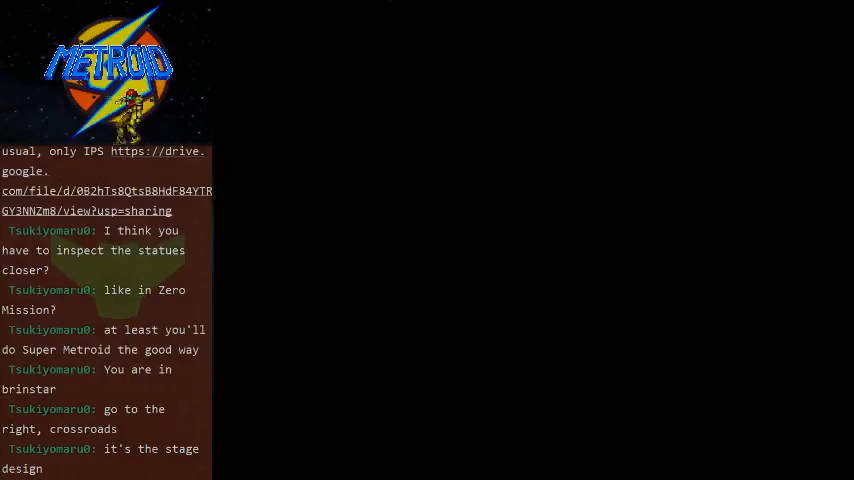 METROID
usual, only IPS https://drive.
google.
com/file/d/0B2hTs8QtsB8HdF84YTR
GY3NNZm8/view?usp=sharing
Tsukiyomaru0: I think you
have to inspect the statues
closer?
Tsukiyomaru0: like in Zero
Mission?
Tsukiyomaru0: at least you'll
do Super Metroid the good way
Tsukiyomaru0: You are in
brinstar
Tsukiyomaru0: go to the
right, crossroads
Tsukiyomaru0: it's the stage
design